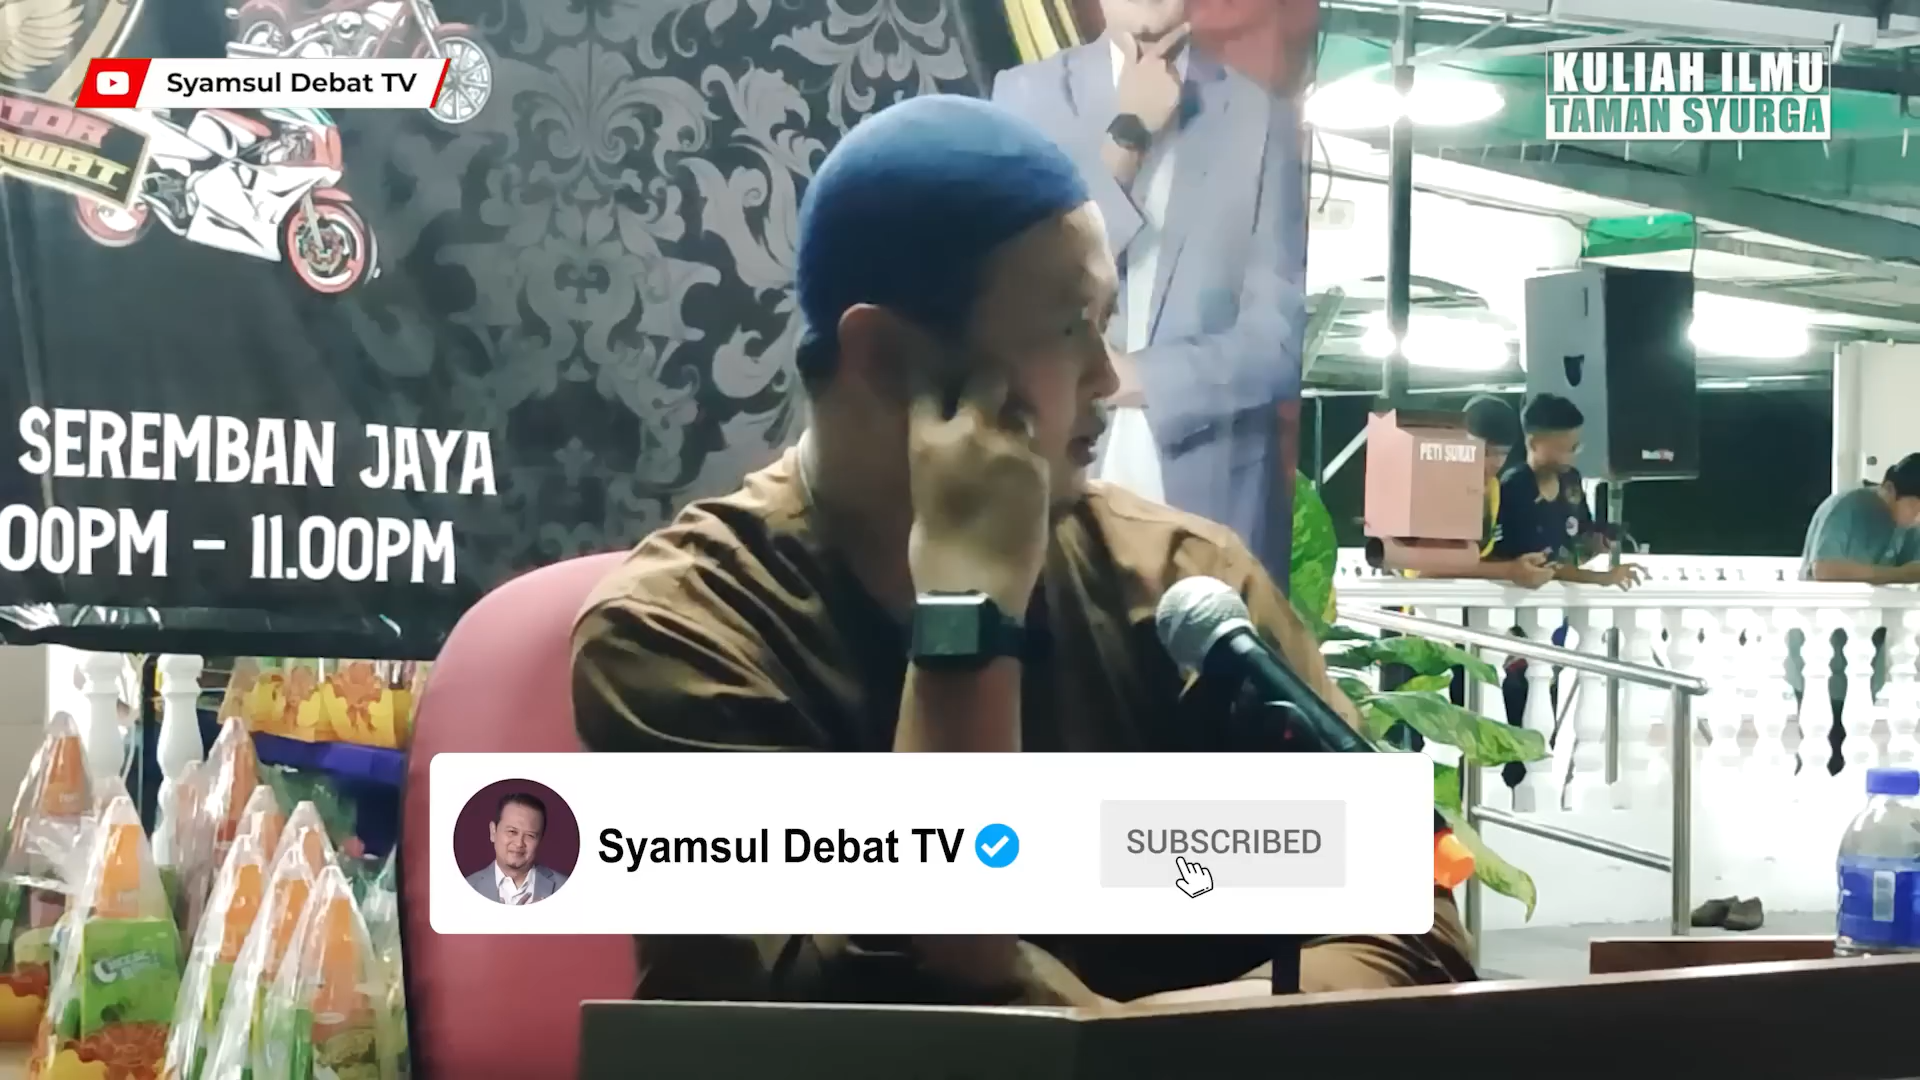 Syamsul Debat TV
KULIAH ILMU
TAMAN SYURGA
SEREMBAN JAYA
00PM - 11.00PM
PETI SURAT
Syamsul Debat TV
SUBSCRIBED